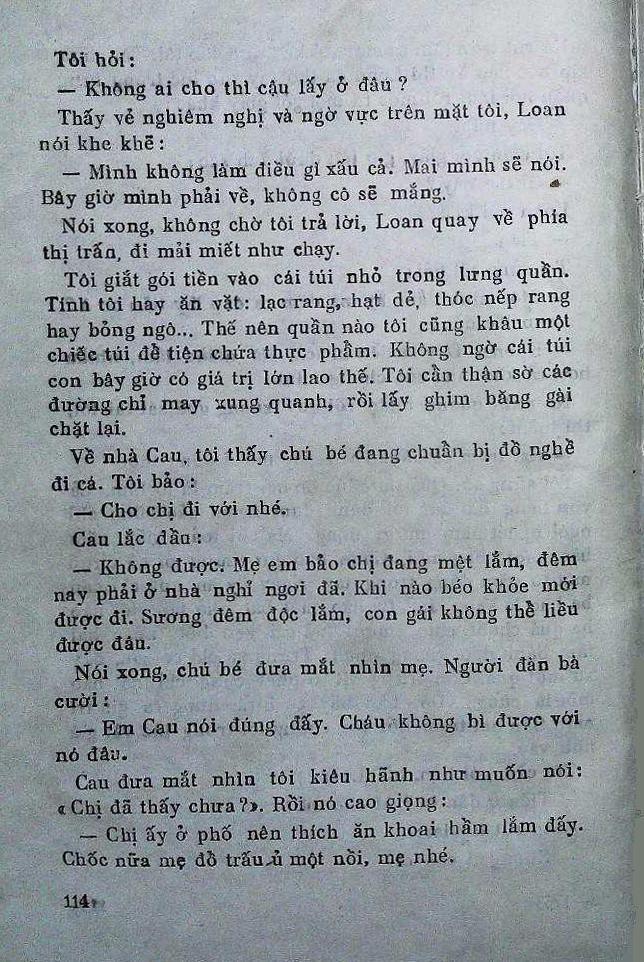 Tôi hỏi:
— Không ai cho thì cậu lấy ở đâu?
Thấy vẻ nghiêm nghị và ngờ vực trên mặt tôi, Loan
nói khe khẽ:
— Mình không làm điều gì xấu cả. Mai mình sẽ nói.
Bây giờ mình phải về, không cô sẽ mắng.
Nói xong, không chờ tôi trả lời, Loan quay về phía
thị trấn, đi mải miết như chạy.
Tôi giắt gói tiền vào cái túi nhỏ trong lưng quần.
Tính tôi hay ăn vặt: lạc rang, hạt dẻ, thóc nếp rang
hay bỏng ngô... Thế nên quần nào tôi cũng khâu một
chiếc túi để tiện chứa thực phẩm. Không ngờ cái túi
con bây giờ có giá trị lớn lao thế. Tôi cẩn thận sờ các
đường chỉ may xung quanh, rồi lấy ghim băng gài
chặt lại.
Về nhà Cau, tôi thấy chú bé đang chuẩn bị đồ nghề
đi cá. Tôi bảo:
— Cho chị đi với nhé.
Cau lắc đầu:
— Không được. Mẹ em bảo chị đang mệt lắm, đêm
nay phải ở nhà nghỉ ngơi đã. Khi nào béo khỏe mới
được đi. Sương đêm độc lắm, con gái không thể liều
được đâu.
Nói xong, chú bé đưa mắt nhìn mẹ. Người đàn bà
cười:
— Em Cau nói đúng đấy. Cháu không bì được với
nó đâu.
Cau đưa mắt nhìn tôi kiêu hãnh như muốn nói:
«Chị đã thấy chưa?». Rồi nó cao giọng:
— Chị ấy ở phố nên thích ăn khoai hầm lắm đấy.
Chốc nữa mẹ đổ trấu ủ một nồi, mẹ nhé.
114